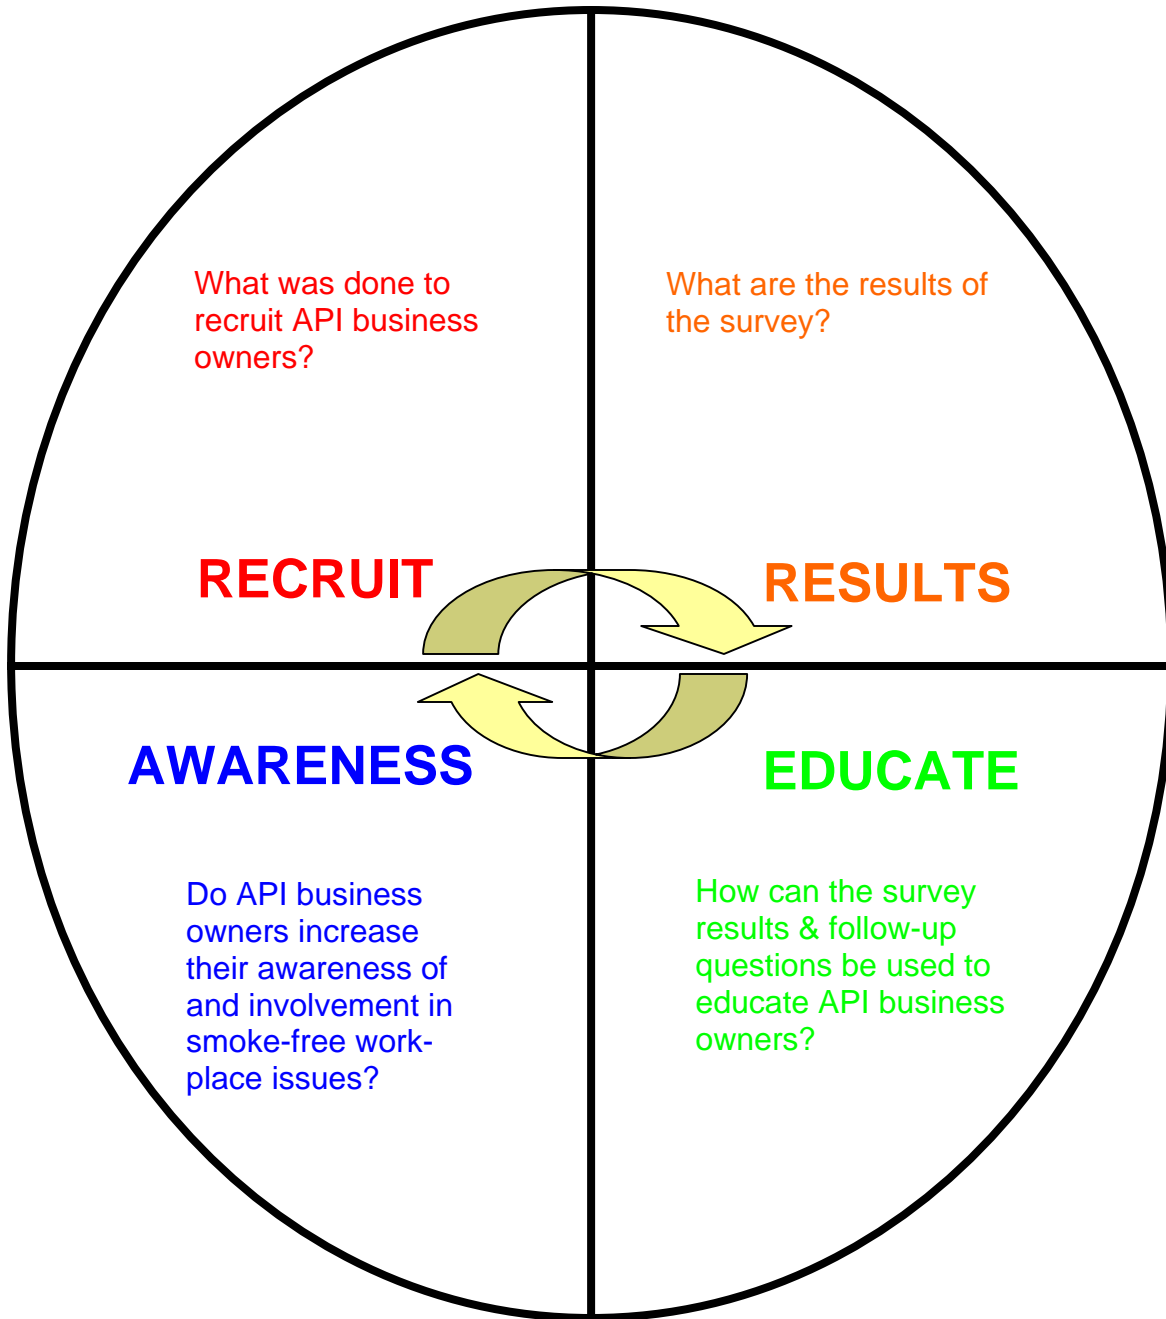 What was done to
recruit API business
owners?
RECRUIT
What are the results of
the survey?
RESULTS
AWARENESS
Do API business
owners increase
their awareness of
and involvement in
smoke-free work-
place issues?
EDUCATE
How can the survey
results & follow-up
questions be used to
educate API business
owners?